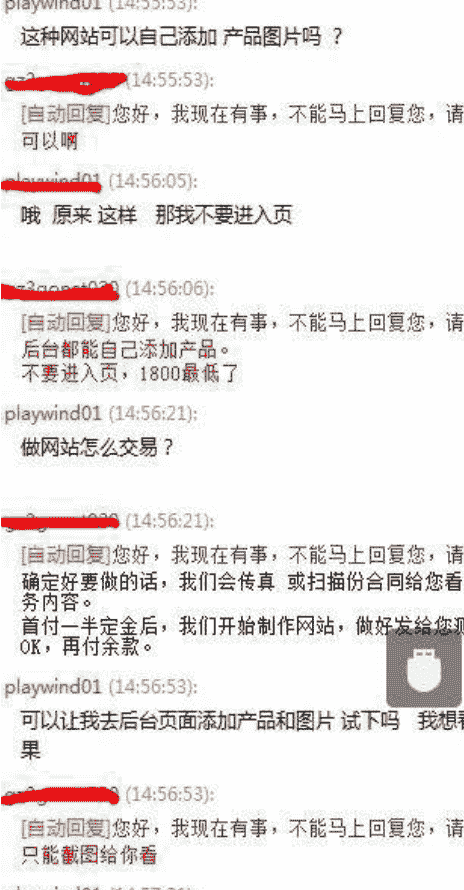 playwind01 (14:55:53):
这种网站可以自己添加 产品图片吗 ？
(14:55:53):
[自动回复]您好，我现在有事，不能马上回复您，请
可以啊
playwind01 (14:56:05):
哦 原来 这样 那我不要进入页
(14:56:06):
[自动回复]您好，我现在有事，不能马上回复您，请
后台都能自己添加产品。
不要进入页，1800最低了
playwind01 (14:56:21):
做网站怎么交易？
(14:56:21):
[自动回复]您好，我现在有事，不能马上回复您，请
确定好要做的话，我们会传真 或扫描份合同给您看
务内容。
首付一半定金后，我们开始制作网站，做好发给您
OK，再付余款。
playwind01 (14:56:53):
可以让我去后台页面添加产品和图片 试下吗 我想看
果
(14:56:53):
[自动回复]您好，我现在有事，不能马上回复您，请
只能截图给你看